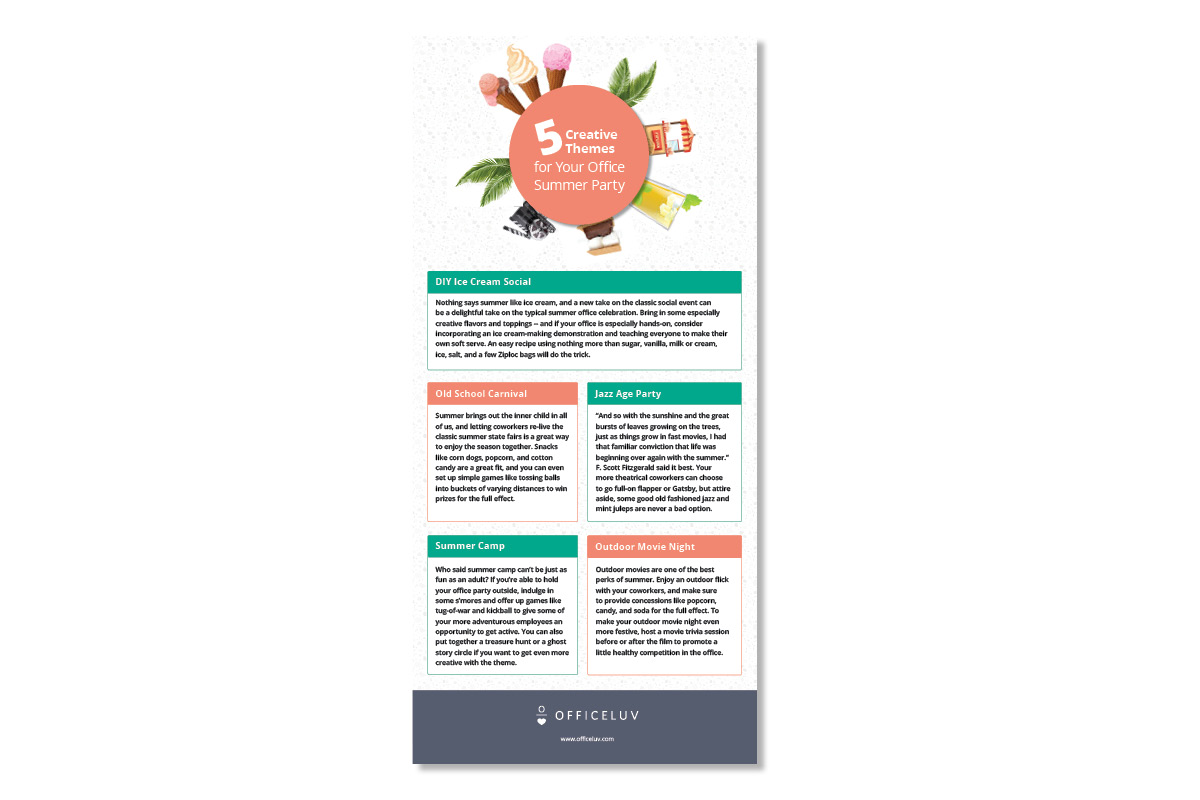 5 Creative
Themes
for Your Office
Summer Party
DIY Ice Cream Social
Nothing says summer like ice cream, and a new take on the classic social event can
be a delightful take on the typical summer office celebration. Bring in some especially
creative flavors and toppings – and if your office is especially hands-on, consider
incorporating an ice cream-making demonstration and teaching everyone to make their
own soft serve. An easy recipe using nothing more than sugar, vanilla, milk or cream,
ice, salt, and a few Ziploc bags will do the trick.
Old School Carnival
Summer brings out the inner child in all
of us, and letting coworkers re-live the
classic summer state fairs is a great way
to enjoy the season together. Snacks
like corn dogs, popcorn, and cotton
candy are a great fit, and you can even
set up simple games like tossing balls
into buckets of varying distances to win
prizes for the full effect.
Jazz Age Party
“And so with the sunshine and the great
bursts of leaves growing on the trees,
just as things grow in fast movies, I had
that familiar conviction that life was
beginning over again with the summer.”
F. Scott Fitzgerald said it best. Your
more theatrical coworkers can choose
to go full-on flapper or Gatsby, but attire
aside, some good old fashioned jazz and
mint juleps are never a bad option.
Summer Camp
Who said summer camp can’t be just as
fun as an adult? If you’re able to hold
your office party outside, indulge in
some s’mores and offer up games like
tug-of-war and kickball to give some of
your more adventurous employees an
opportunity to get active. You can also
put together a treasure hunt or a ghost
story circle if you want to get even more
creative with the theme.
Outdoor Movie Night
Outdoor movies are one of the best
perks of summer. Enjoy an outdoor flick
with your coworkers, and make sure
to provide concessions like popcorn,
candy, and soda for the full effect. To
make your outdoor movie night even
more festive, host a movie trivia session
before or after the film to promote a
little healthy competition in the office.
OFFICELUV
www.officeluv.com